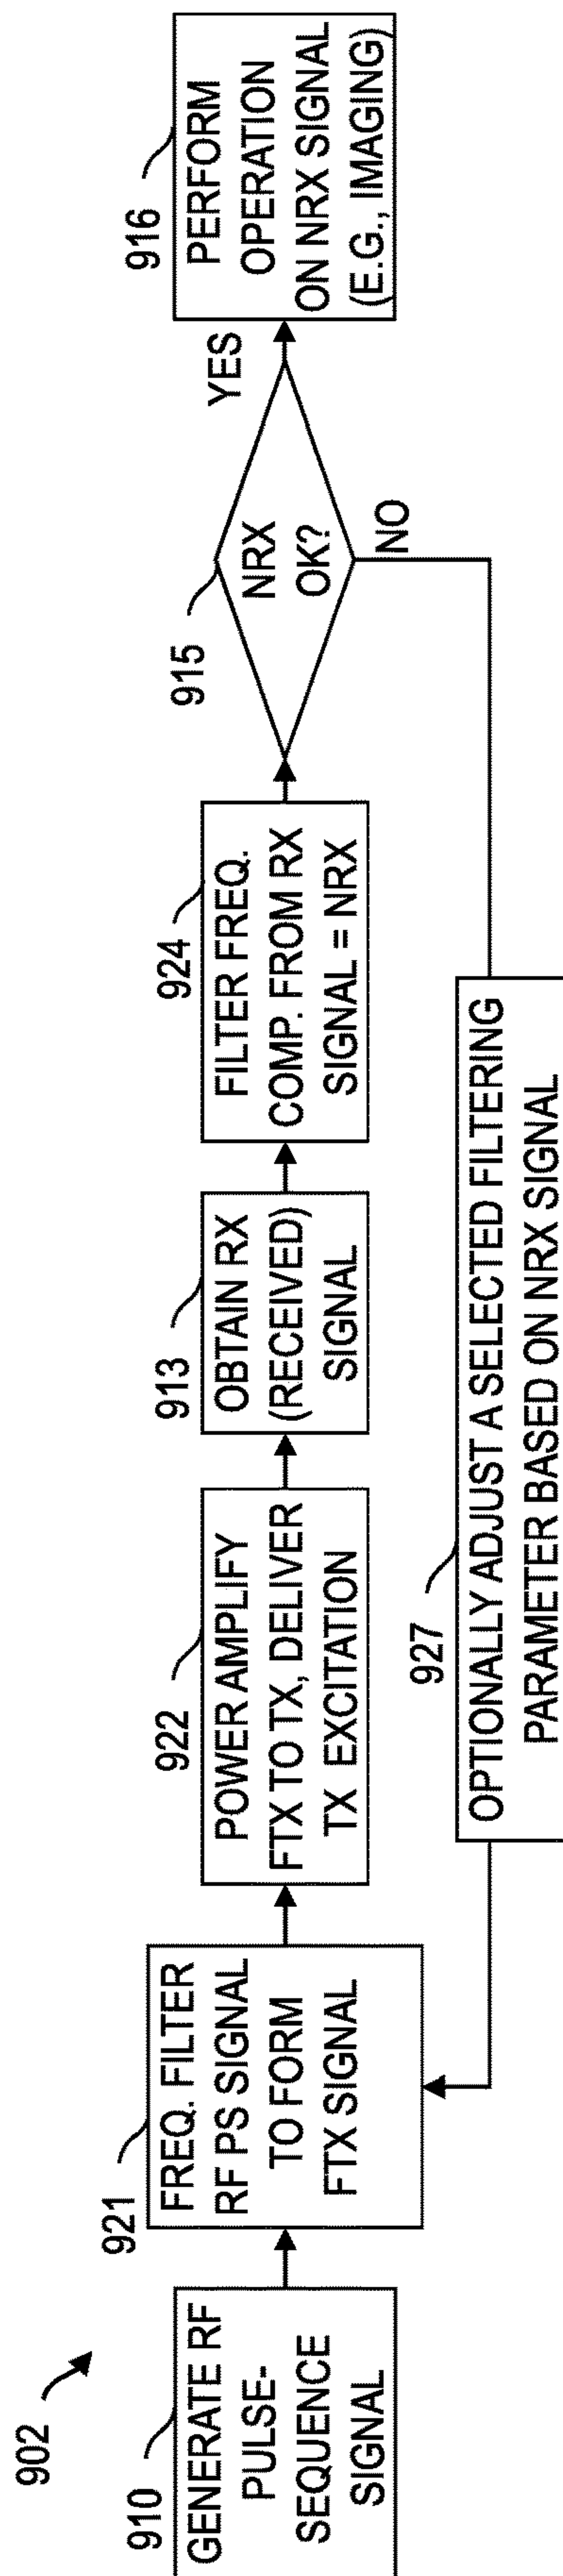 902
910
GENERATE RF
PULSE-
SEQUENCE
SIGNAL
921
FREQ. FILTER
RF PS SIGNAL
TO FORM
FTX SIGNAL
922
POWER AMPLIFY
FTX TO TX, DELIVER
TX EXCITATION
913
OBTAIN RX
(RECEIVED)
SIGNAL
924
FILTER FREQ.
COMP. FROM RX
SIGNAL = NRX
915
NRX
OK?
YES
NO
916
PERFORM
OPERATION
ON NRX SIGNAL
(E.G., IMAGING)
927
OPTIONALLY ADJUST A SELECTED FILTERING
PARAMETER BASED ON NRX SIGNAL